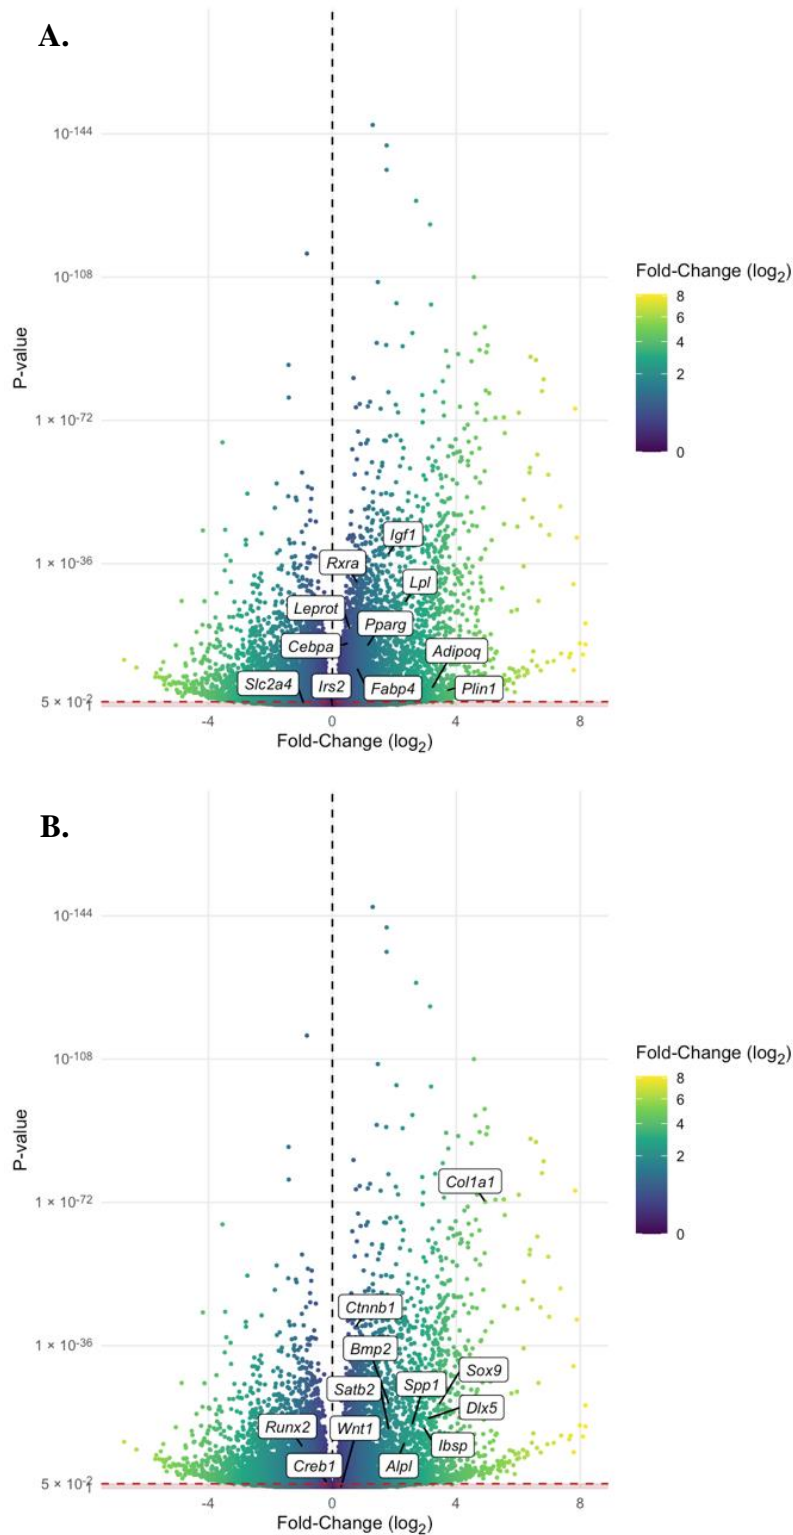 A.
10-144
10-108
1 × 10-72
1 × 10-36
5 × 10-2
1
P-value
Igf1
Rxra
Lpl
Leprot
Pparg
Cebpa
Adipoq
Slc2a4
Irs2
Fabp4
Plin1
-4
0
4
8
Fold-Change (log2)
Fold-Change (log2)
8
6
4
2
0
B.
10-144
10-108
1 × 10-72
1 × 10-36
5 × 10-2
1
P-value
Col1a1
Ctnnb1
Bmp2
Sox9
Satb2
Spp1
Dlx5
Runx2
Wnt1
Ibsp
Creb1
Alpl
-4
0
4
8
Fold-Change (log2)
Fold-Change (log2)
8
6
4
2
0